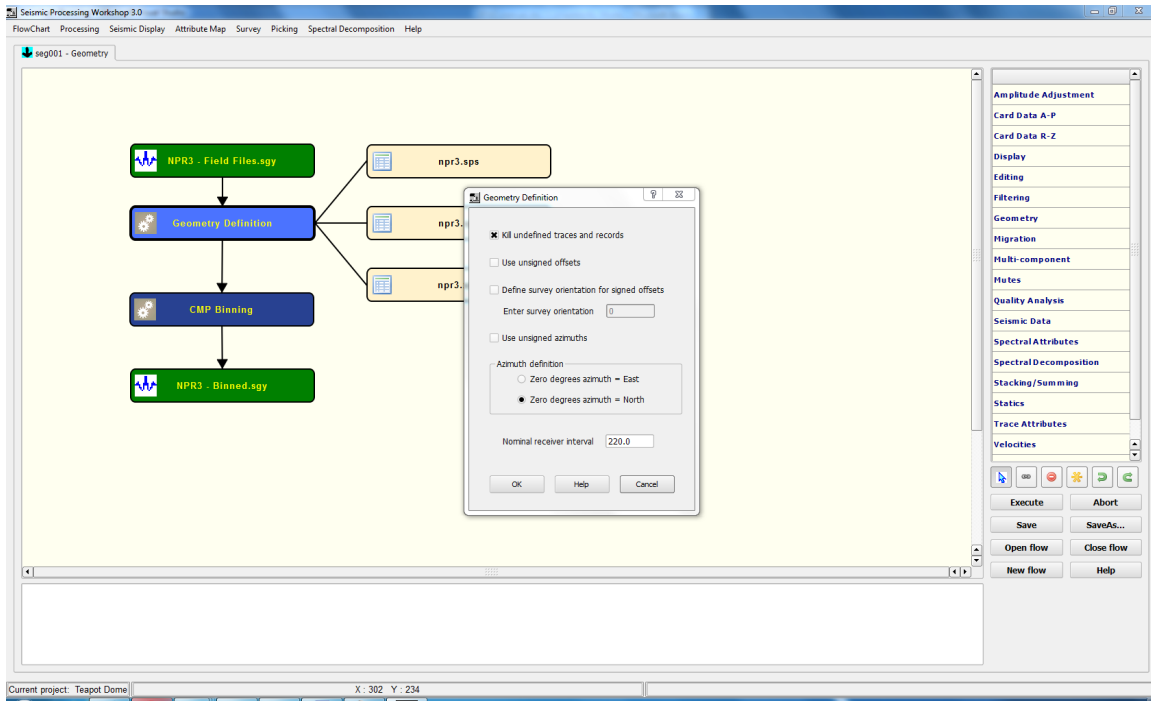 Seismic Processing Workshop 3.0
FlowChart Processing Seismic Display Attribute Map Survey Picking Spectral Decomposition Help
seg001 - Geometry
NPR3 - Field Files.sgy
npr3.sps
Geometry Definition
npr3.
npr3.
CMP Binning
NPR3 - Binned.sgy
Geometry Definition
Kill undefined traces and records
Use unsigned offsets
Define survey orientation for signed offsets
Enter survey orientation 0
Use unsigned azimuths
Azimuth definition
Zero degrees azimuth = East
Zero degrees azimuth = North
Nominal receiver interval 220.0
OK Help Cancel
Amplitude Adjustment
Card Data A-P
Card Data R-Z
Display
Editing
Filtering
Geometry
Migration
Multi-component
Mutes
Quality Analysis
Seismic Data
Spectral Attributes
Spectral Decomposition
Stacking/Summing
Statics
Trace Attributes
Velocities
Execute Abort
Save SaveAs...
Open flow Close flow
New flow Help
Current project: Teapot Dome X : 302 Y : 234